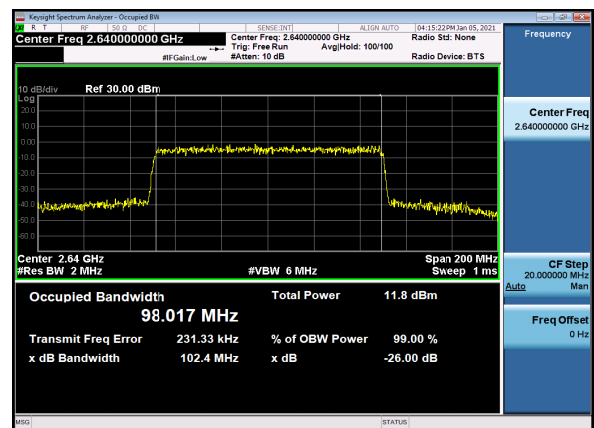 Keysight Spectrum Analyzer - Occupied BW
R T RF 50 Ω DC SENSE:INT ALIGN AUTO 04:15:22PM Jan 05, 2021
Center Freq 2.640000000 GHz
Center Freq: 2.640000000 GHz Radio Std: None
Trig: Free Run Avg|Hold: 100/100
#IFGain:Low #Atten: 10 dB Radio Device: BTS
Frequency
10 dB/div Ref 30.00 dBm
Log
20.0
10.0
0.00
-10.0
-20.0
-30.0
-40.0
-50.0
-60.0
Center 2.64 GHz Span 200 MHz
#Res BW 2 MHz #VBW 6 MHz Sweep 1 ms
Occupied Bandwidth Total Power 11.8 dBm
98.017 MHz
Transmit Freq Error 231.33 kHz % of OBW Power 99.00 %
x dB Bandwidth 102.4 MHz x dB -26.00 dB
Center Freq
2.640000000 GHz
CF Step
20.000000 MHz
Auto Man
Freq Offset
0 Hz
MSG STATUS